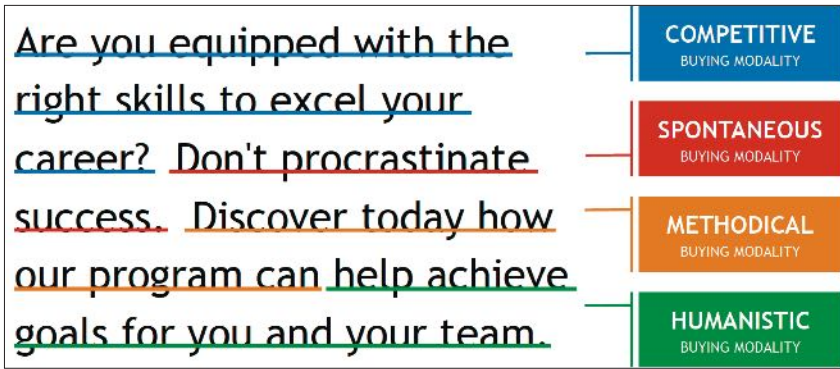 Are you equipped with the
right skills to excel your
career? Don't procrastinate
success. Discover today how
our program can help achieve
goals for you and your team.
COMPETITIVE
BUYING MODALITY
SPONTANEOUS
BUYING MODALITY
METHODICAL
BUYING MODALITY
HUMANISTIC
BUYING MODALITY